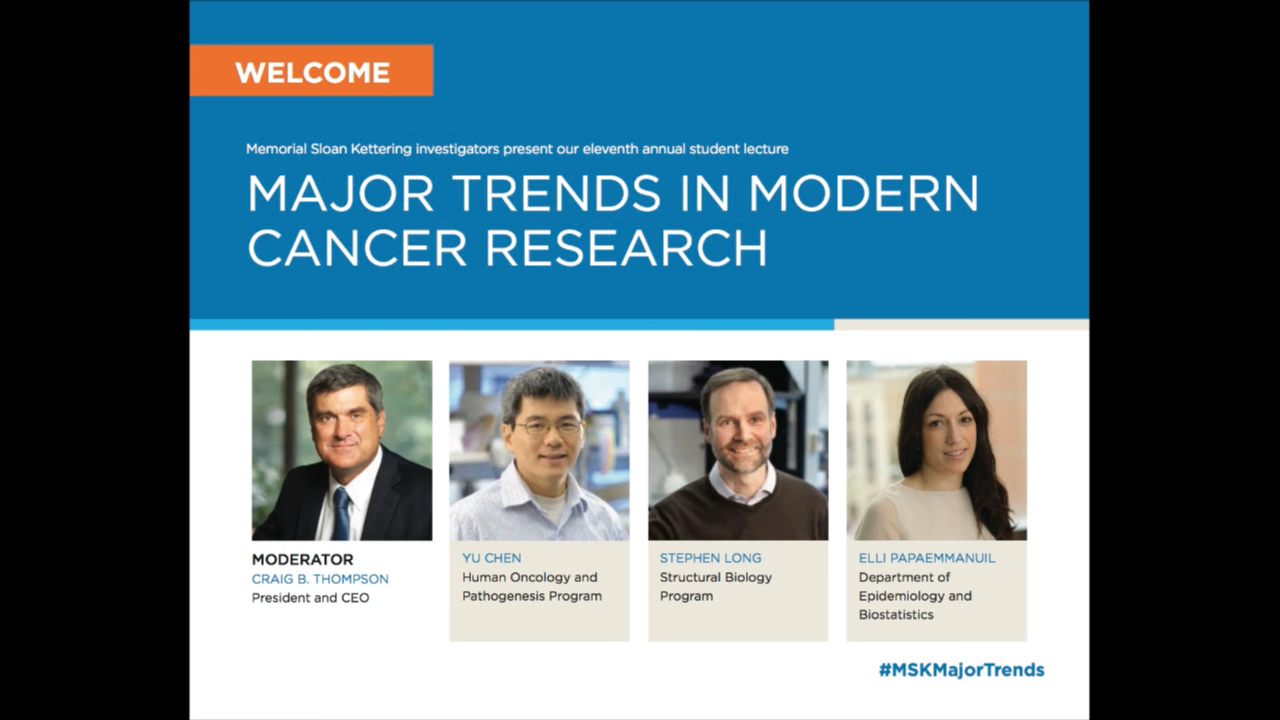 WELCOME
Memorial Sloan Kettering investigators present our eleventh annual student lecture
MAJOR TRENDS IN MODERN
CANCER RESEARCH
MODERATOR
CRAIG B. THOMPSON
President and CEO
YU CHEN
Human Oncology and
Pathogenesis Program
STEPHEN LONG
Structural Biology
Program
ELLI PAPAEMMANUIL
Department of
Epidemiology and
Biostatistics
#MSKMajorTrends